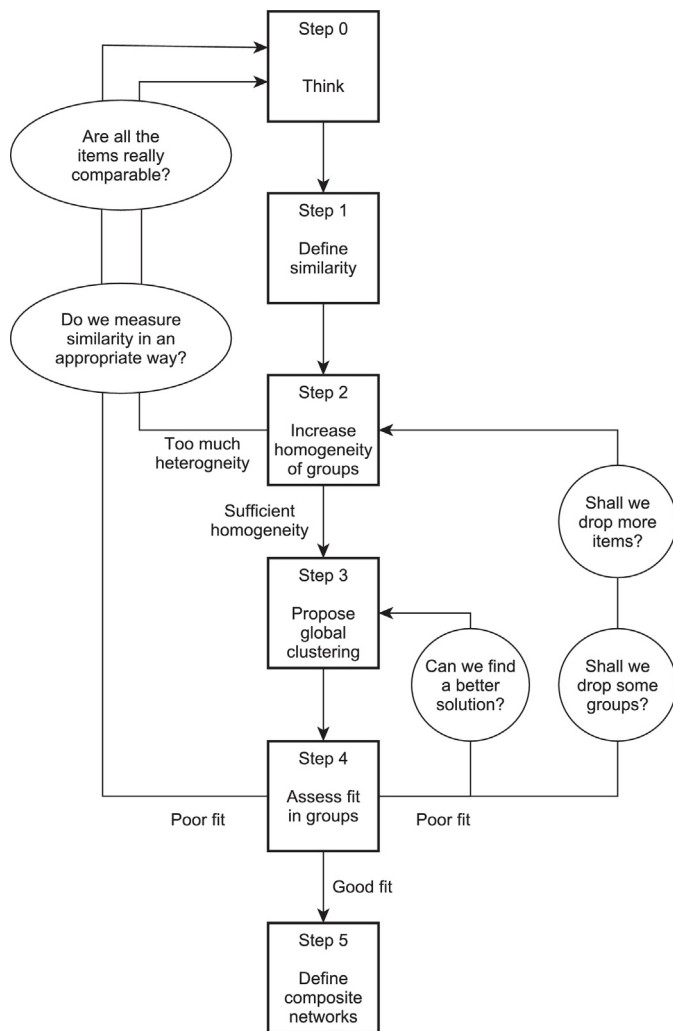 Step 0
Think
Are all the
items really
comparable?
Step 1
Define
similarity
Do we measure
similarity in an
appropriate way?
Step 2
Increase
homogeneity
of groups
Too much
heterogneity
Sufficient
homogeneity
Shall we
drop more
items?
Step 3
Propose
global
clustering
Can we find
a better
solution?
Shall we
drop some
groups?
Step 4
Assess fit
in groups
Poor fit
Poor fit
Good fit
Step 5
Define
composite
networks